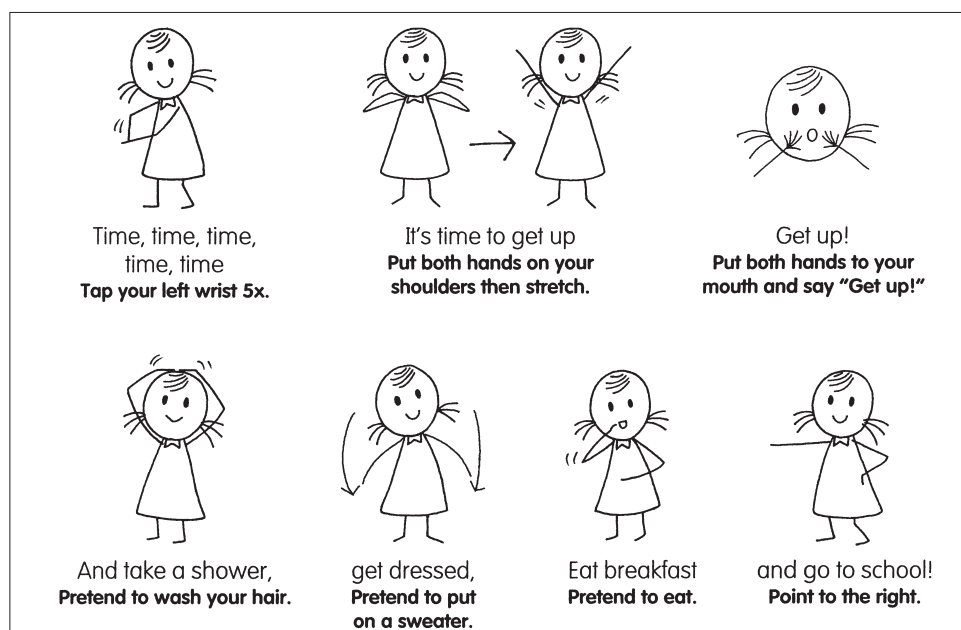 Time, time, time,
time, time
Tap your left wrist 5x.
It's time to get up
Put both hands on your
shoulders then stretch.
Get up!
Put both hands to your
mouth and say “Get up!”
And take a shower,
Pretend to wash your hair.
get dressed,
Pretend to put
on a sweater.
Eat breakfast
Pretend to eat.
and go to school!
Point to the right.